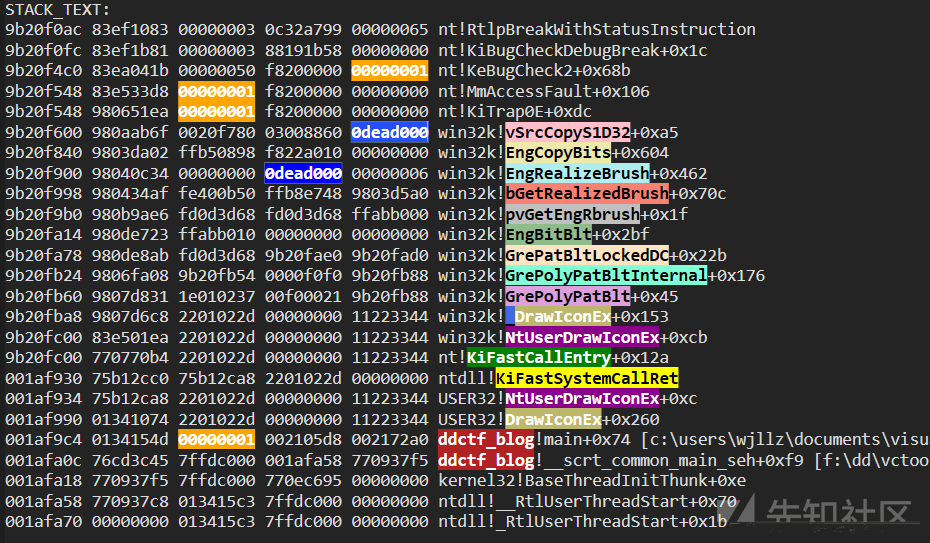 STACK_TEXT:
9b20f0ac 83ef1083 00000003 0c32a799 00000065 nt!RtlpBreakWithStatusInstruction
9b20f0fc 83ef1b81 00000003 88191b58 00000000 nt!KiBugCheckDebugBreak+0x1c
9b20f4c0 83ea041b 00000050 f8200000 00000001 nt!KeBugCheck2+0x68b
9b20f548 83e533d8 00000001 f8200000 00000000 nt!MmAccessFault+0x106
9b20f548 980651ea 00000001 f8200000 00000000 nt!KiTrap0E+0xdc
9b20f600 980aab6f 0020f780 03008860 0dead000 win32k!vSrcCopyS1D32+0xa5
9b20f840 9803da02 ffb50898 f822a010 00000000 win32k!EngCopyBits+0x604
9b20f900 98040c34 00000000 0dead000 00000006 win32k!EngRealizeBrush+0x462
9b20f998 980434af fe400b50 ffb8e748 9803d5a0 win32k!bGetRealizedBrush+0x70c
9b20f9b0 980b9ae6 fd0d3d68 fd0d3d68 ffabb000 win32k!pvGetEngRbrush+0x1f
9b20fa14 980de723 ffabb010 00000000 00000000 win32k!EngBitBlt+0x2bf
9b20fa78 980de8ab fd0d3d68 9b20fae0 9b20fad0 win32k!GrePatBltLockedDC+0x22b
9b20fb24 9806fa08 9b20fb54 0000f0f0 9b20fb88 win32k!GrePolyPatBltInternal+0x176
9b20fb60 9807d831 1e010237 00f00021 9b20fb88 win32k!GrePolyPatBlt+0x45
9b20fba8 9807d6c8 2201022d 00000000 11223344 win32k!_DrawIconEx+0x153
9b20fc00 83e501ea 2201022d 00000000 11223344 win32k!NtUserDrawIconEx+0xcb
9b20fc00 770770b4 2201022d 00000000 11223344 nt!KiFastCallEntry+0x12a
001af930 75b12cc0 75b12ca8 2201022d 00000000 ntdll!KiFastSystemCallRet
001af934 75b12ca8 2201022d 00000000 11223344 USER32!NtUserDrawIconEx+0xc
001af990 01341074 2201022d 00000000 11223344 USER32!DrawIconEx+0x260
001af9c4 0134154d 00000001 002105d8 002172a0 ddctf_blog!main+0x74 [c:\users\wjllz\documents\visu
001afa0c 76cd3c45 7ffdc000 001afa58 770937f5 ddctf_blog!__scrt_common_main_seh+0xf9 [f:\dd\vctoo
001afa18 770937f5 7ffdc000 770ec695 00000000 kernel32!BaseThreadInitThunk+0xe
001afa58 770937c8 013415c3 7ffdc000 00000000 ntdll!__RtlUserThreadStart+0x70
001afa70 00000000 013415c3 7ffdc000 00000000 ntdll!_RtlUserThreadStart+0x1b
先知社区